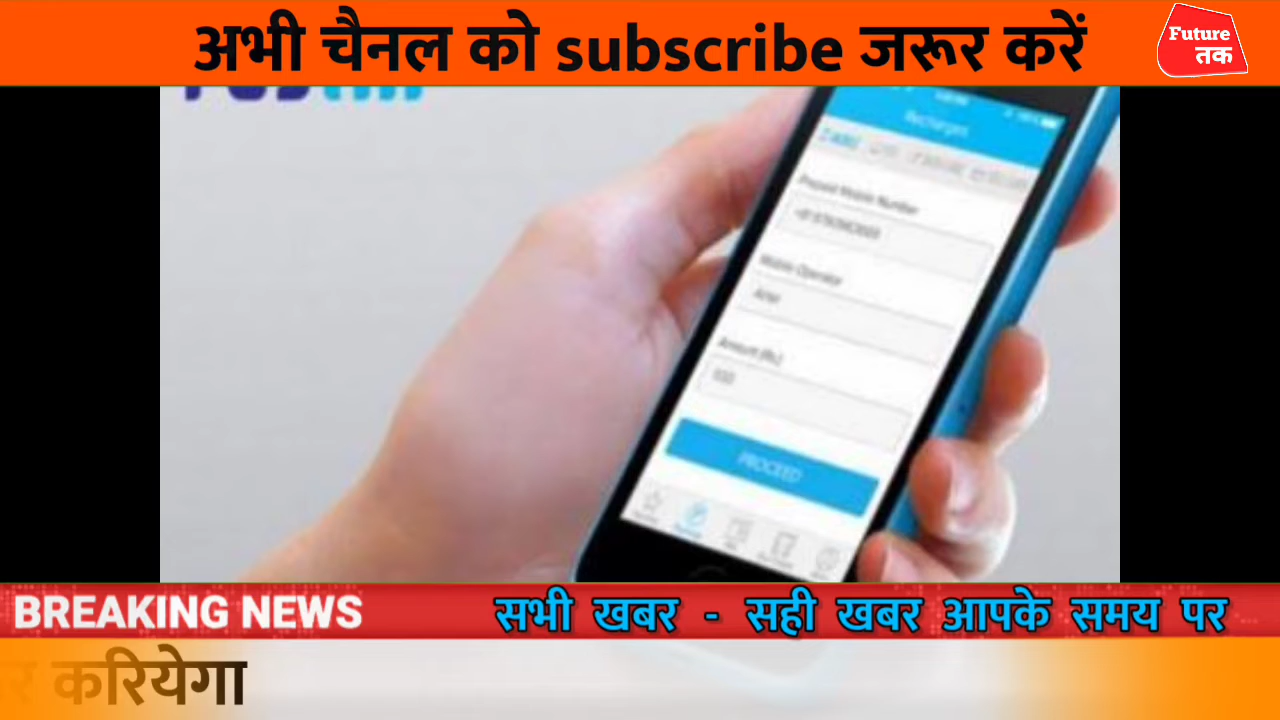 अभी चैनल को subscribe जरूर करें
Future
तक
Recharges
Prepaid Mobile Number
Mobile Operator
Airtel
Amount (Rs.)
PROCEED
BREAKING NEWS
सभी खबर - सही खबर आपके समय पर
करियेगा